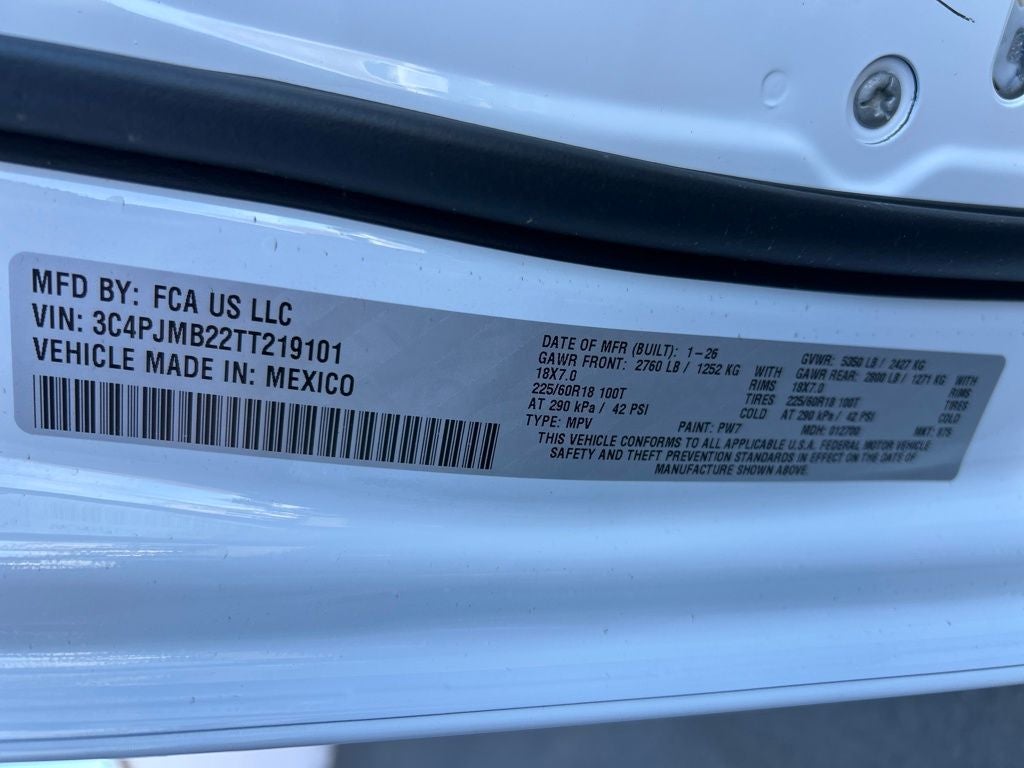 MFD BY: FCA US LLC
VIN: 3C4PJMB22TT219101
VEHICLE MADE IN: MEXICO
DATE OF MFR (BUILT): 1-26 GVWR: 5350 LB / 2427 KG
GAWR FRONT: 2760 LB / 1252 KG WITH GAWR REAR: 2800 LB / 1271 KG WITH
18X7.0 RIMS 18X7.0 RIMS
225/60R18 100T TIRES 225/60R18 100T TIRES
AT 290 kPa / 42 PSI COLD AT 290 kPa / 42 PSI COLD
TYPE: MPV PAINT: PW7 MDH: 012700 MKT:
THIS VEHICLE CONFORMS TO ALL APPLICABLE U.S.A. FEDERAL MOTOR VEHICLE
SAFETY AND THEFT PREVENTION STANDARDS IN EFFECT ON THE DATE OF
MANUFACTURE SHOWN ABOVE.